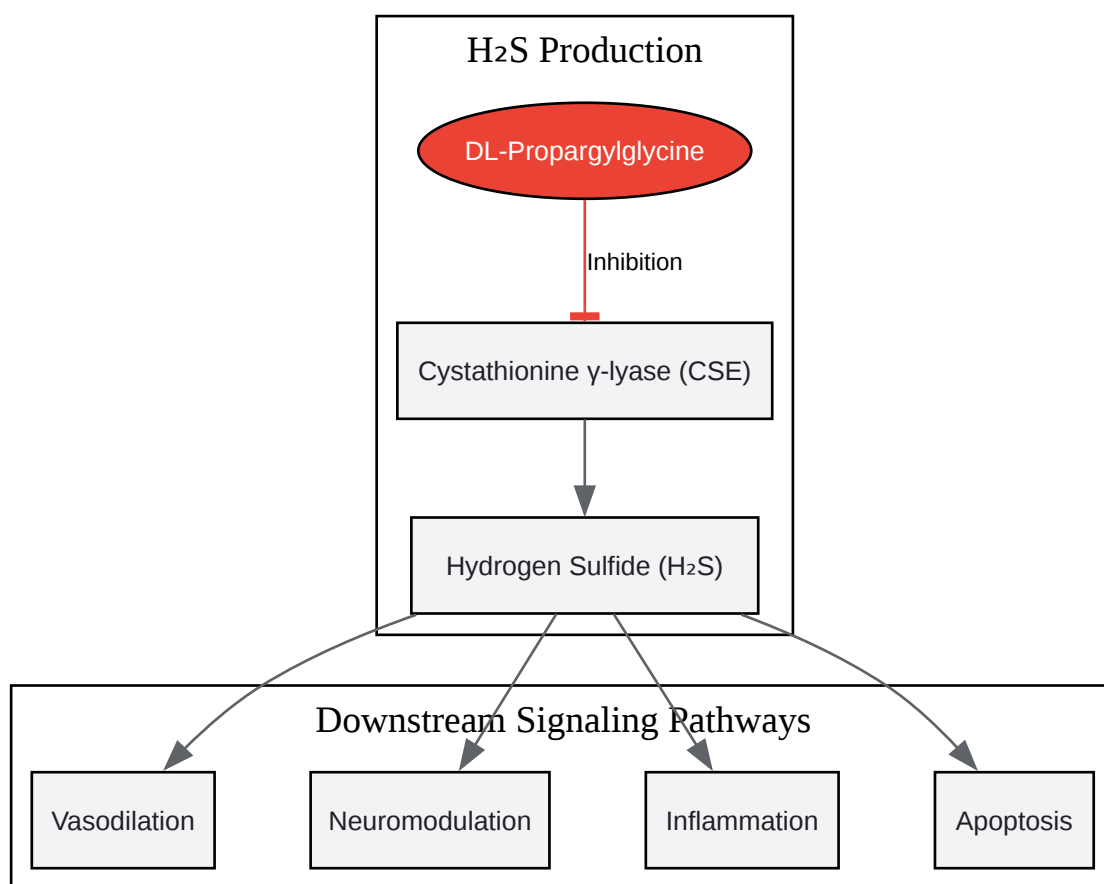 H₂S Production
DL-Propargylglycine
Inhibition
Cystathionine γ-lyase (CSE)
Hydrogen Sulfide (H₂S)
Downstream Signaling Pathways
Vasodilation
Neuromodulation
Inflammation
Apoptosis